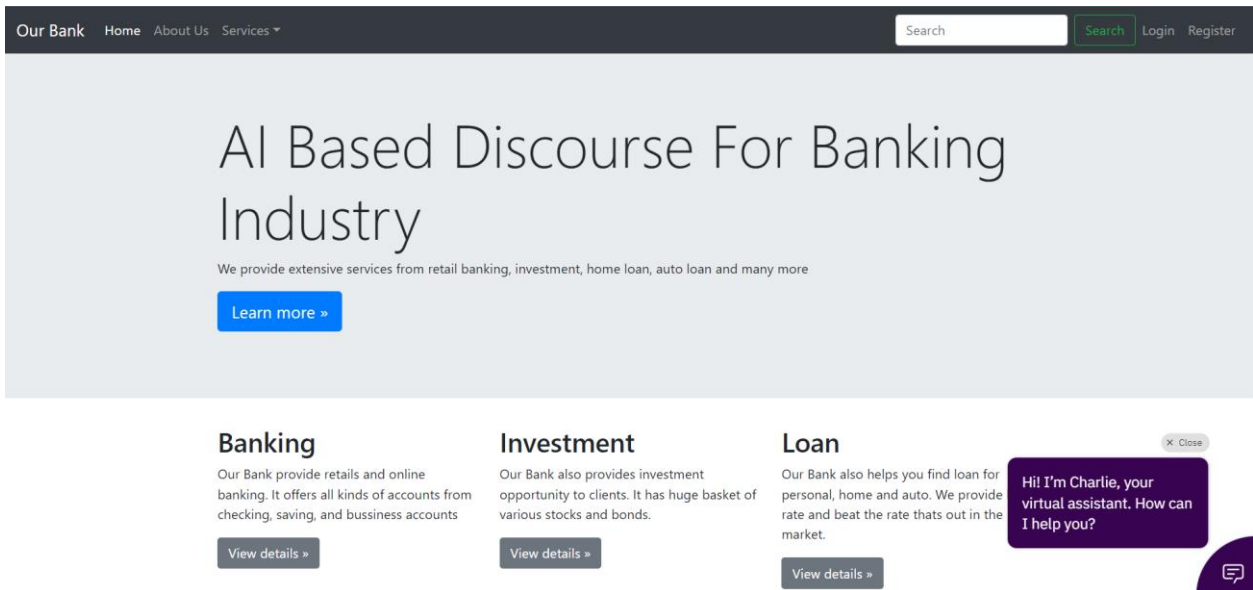 Our Bank Home About Us Services Search Search Login Register
AI Based Discourse For Banking
Industry
We provide extensive services from retail banking, investment, home loan, auto loan and many more
Learn more »
Banking
Our Bank provide retails and online
banking. It offers all kinds of accounts from
checking, saving, and bussiness accounts
View details »
Investment
Our Bank also provides investment
opportunity to clients. It has huge basket of
various stocks and bonds.
View details »
Loan
Our Bank also helps you find loan for
personal, home and auto. We provide
rate and beat the rate thats out in the
market.
View details »
× Close
Hi! I'm Charlie, your
virtual assistant. How can
I help you?